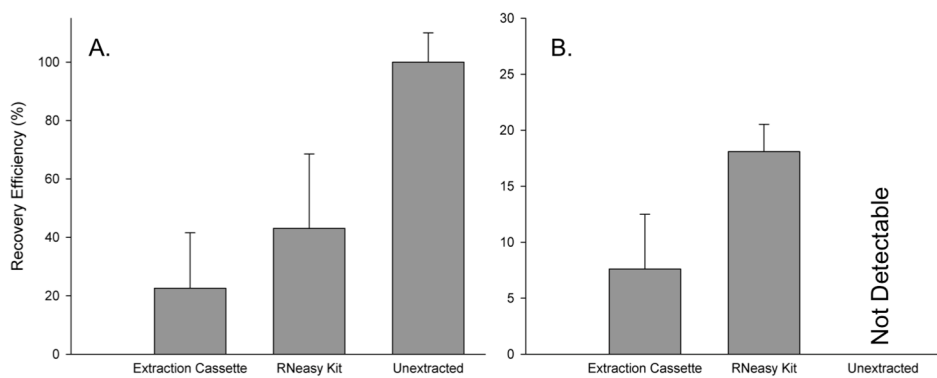 A.
Recovery Efficiency (%)
100
80
60
40
20
0
Extraction Cassette RNeasy Kit Unextracted
B.
30
25
20
15
10
5
0
Not Detectable
Extraction Cassette RNeasy Kit Unextracted